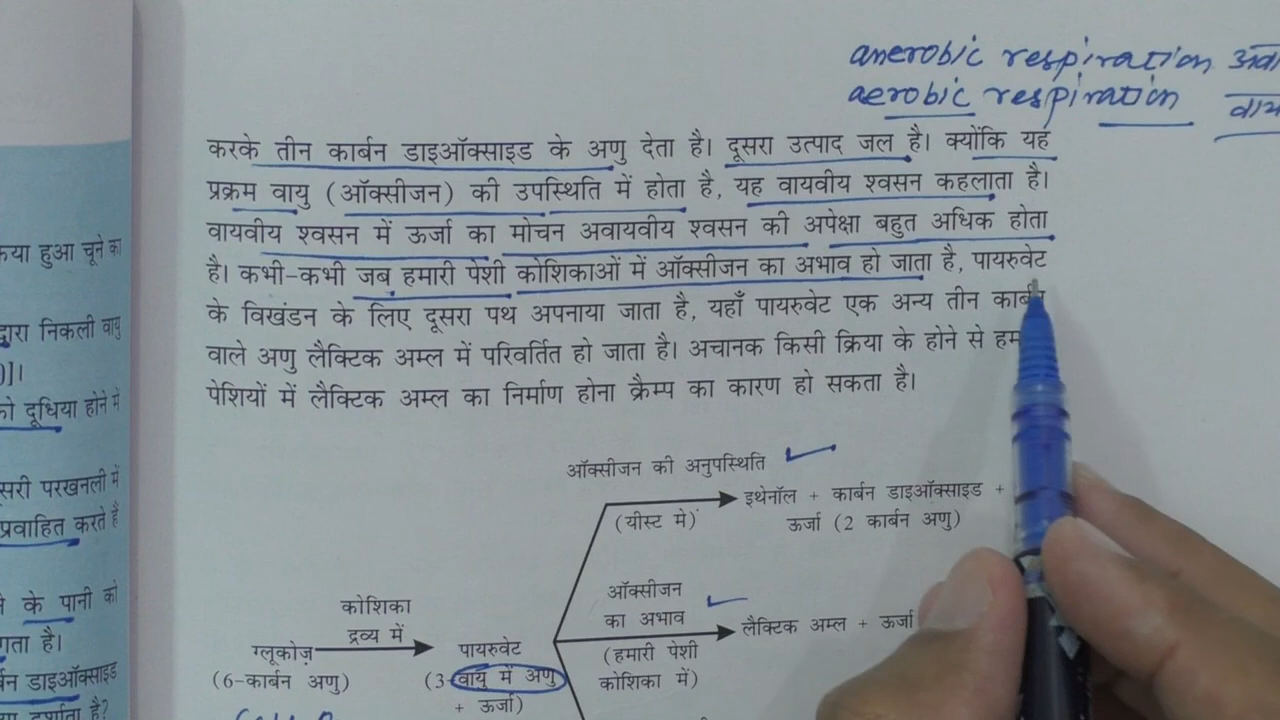 anerobic respiration अवा
aerobic respiration वाय
करके तीन कार्बन डाइऑक्साइड के अणु देता है। दूसरा उत्पाद जल है। क्योंकि यह
प्रक्रम वायु (ऑक्सीजन) की उपस्थिति में होता है, यह वायवीय श्वसन कहलाता है।
वायवीय श्वसन में ऊर्जा का मोचन अवायवीय श्वसन की अपेक्षा बहुत अधिक होता
है। कभी-कभी जब हमारी पेशी कोशिकाओं में ऑक्सीजन का अभाव हो जाता है, पायरुवेट
के विखंडन के लिए दूसरा पथ अपनाया जाता है, यहाँ पायरुवेट एक अन्य तीन कार्बन
वाले अणु लैक्टिक अम्ल में परिवर्तित हो जाता है। अचानक किसी क्रिया के होने से हम
पेशियों में लैक्टिक अम्ल का निर्माण होना क्रैम्प का कारण हो सकता है।
ऑक्सीजन की अनुपस्थिति
(यीस्ट में)
इथेनॉल + कार्बन डाइऑक्साइड +
ऊर्जा (2 कार्बन अणु)
ऑक्सीजन
का अभाव
(हमारी पेशी
कोशिका में)
लैक्टिक अम्ल + ऊर्जा
कोशिका
द्रव्य में
ग्लूकोज़
(6-कार्बन अणु)
पायरुवेट
(3-वायु में अणु
+ ऊर्जा)
कया हुआ चूने का
द्वारा निकली वायु
)]।
को दूधिया होने में
सरी परखनली में
प्रवाहित करते हैं
के पानी को
गता है।
र्बन डाइऑक्साइड
दर्शाता है?